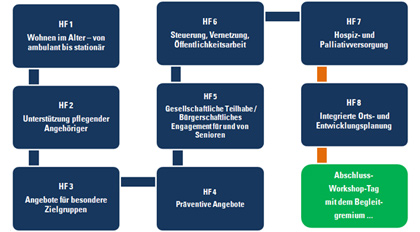 HF 1
Wohnen im Alter – von
ambulant bis stationär
HF 2
Unterstützung pflegender
Angehöriger
HF 3
Angebote für besondere
Zielgruppen
HF 4
Präventive Angebote
HF 5
Gesellschaftliche Teilhabe /
Bürgerschaftliches
Engagement für und von
Senioren
HF 6
Steuerung, Vernetzung,
Öffentlichkeitsarbeit
HF 7
Hospiz- und
Palliativversorgung
HF 8
Integrierte Orts- und
Entwicklungsplanung
Abschluss-
Workshop-Tag
mit dem Begleit-
gremium ...